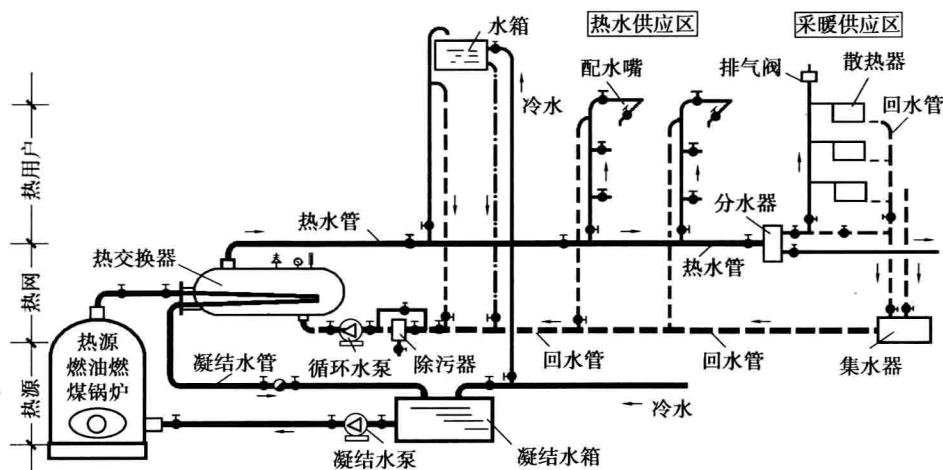 水箱
热水供应区
采暖供应区
配水嘴
排气阀
散热器
冷水
回水管
热用户
热水管
分水器
热交换器
热水管
热网
热源
燃油燃
煤锅炉
凝结水管
循环水泵
除污器
回水管
回水管
集水器
热源
冷水
凝结水泵
凝结水箱